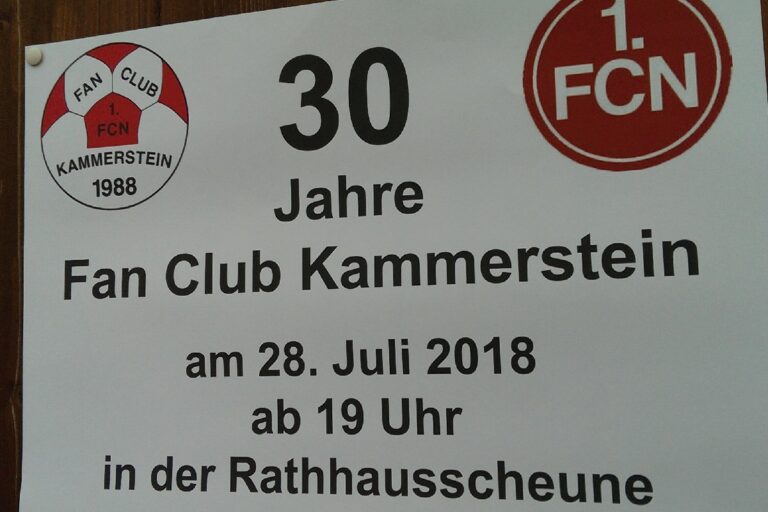 FAN CLUB
1.
FCN
KAMMERSTEIN
1988
1.
FCN
30
Jahre
Fan Club Kammerstein
am 28. Juli 2018
ab 19 Uhr
in der Rathhausscheune